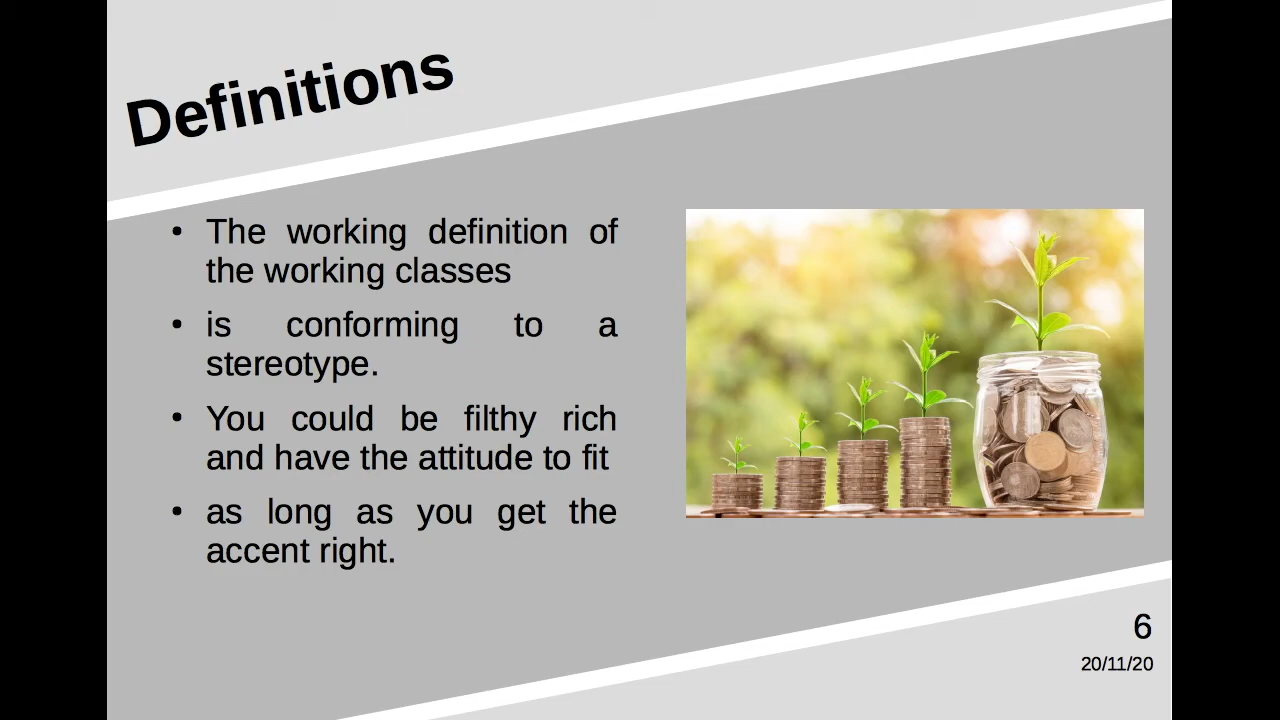 Definitions
• The working definition of
the working classes
• is conforming to a
stereotype.
• You could be filthy rich
and have the attitude to fit
• as long as you get the
accent right.
6
20/11/20